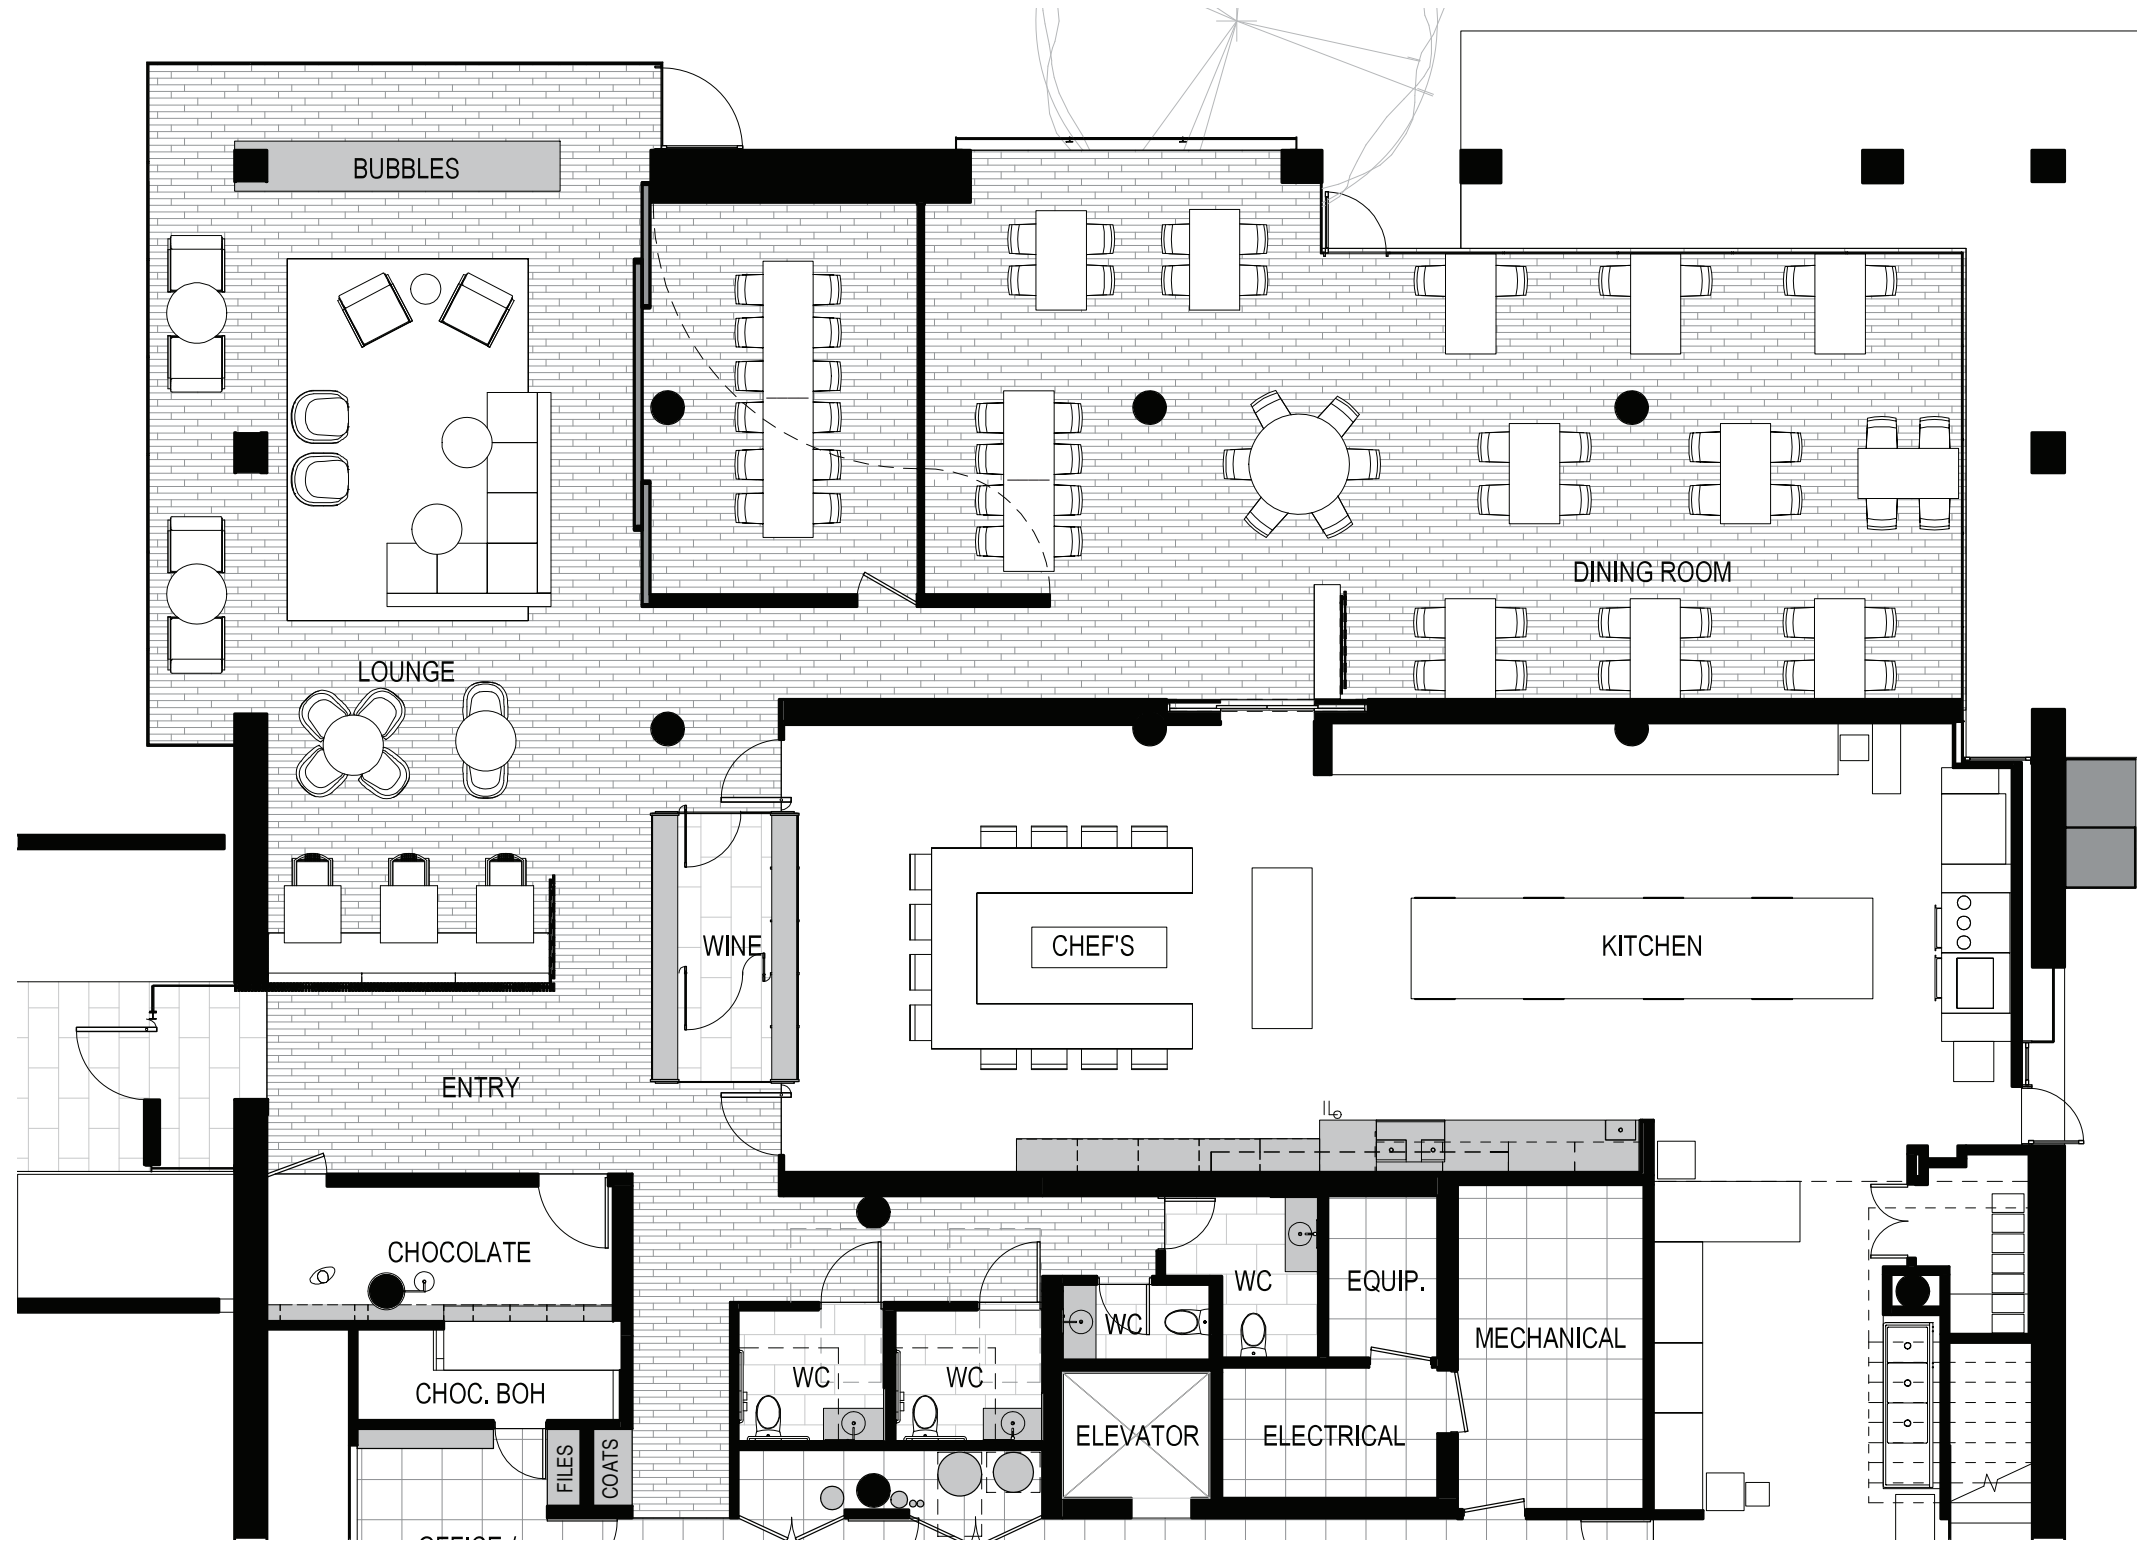 BUBBLES
DINING ROOM
LOUNGE
WINE
CHEF'S
KITCHEN
ENTRY
CHOCOLATE
WC
EQUIP.
WC
MECHANICAL
WC
WC
CHOC. BOH
ELEVATOR
ELECTRICAL
FILES
COATS